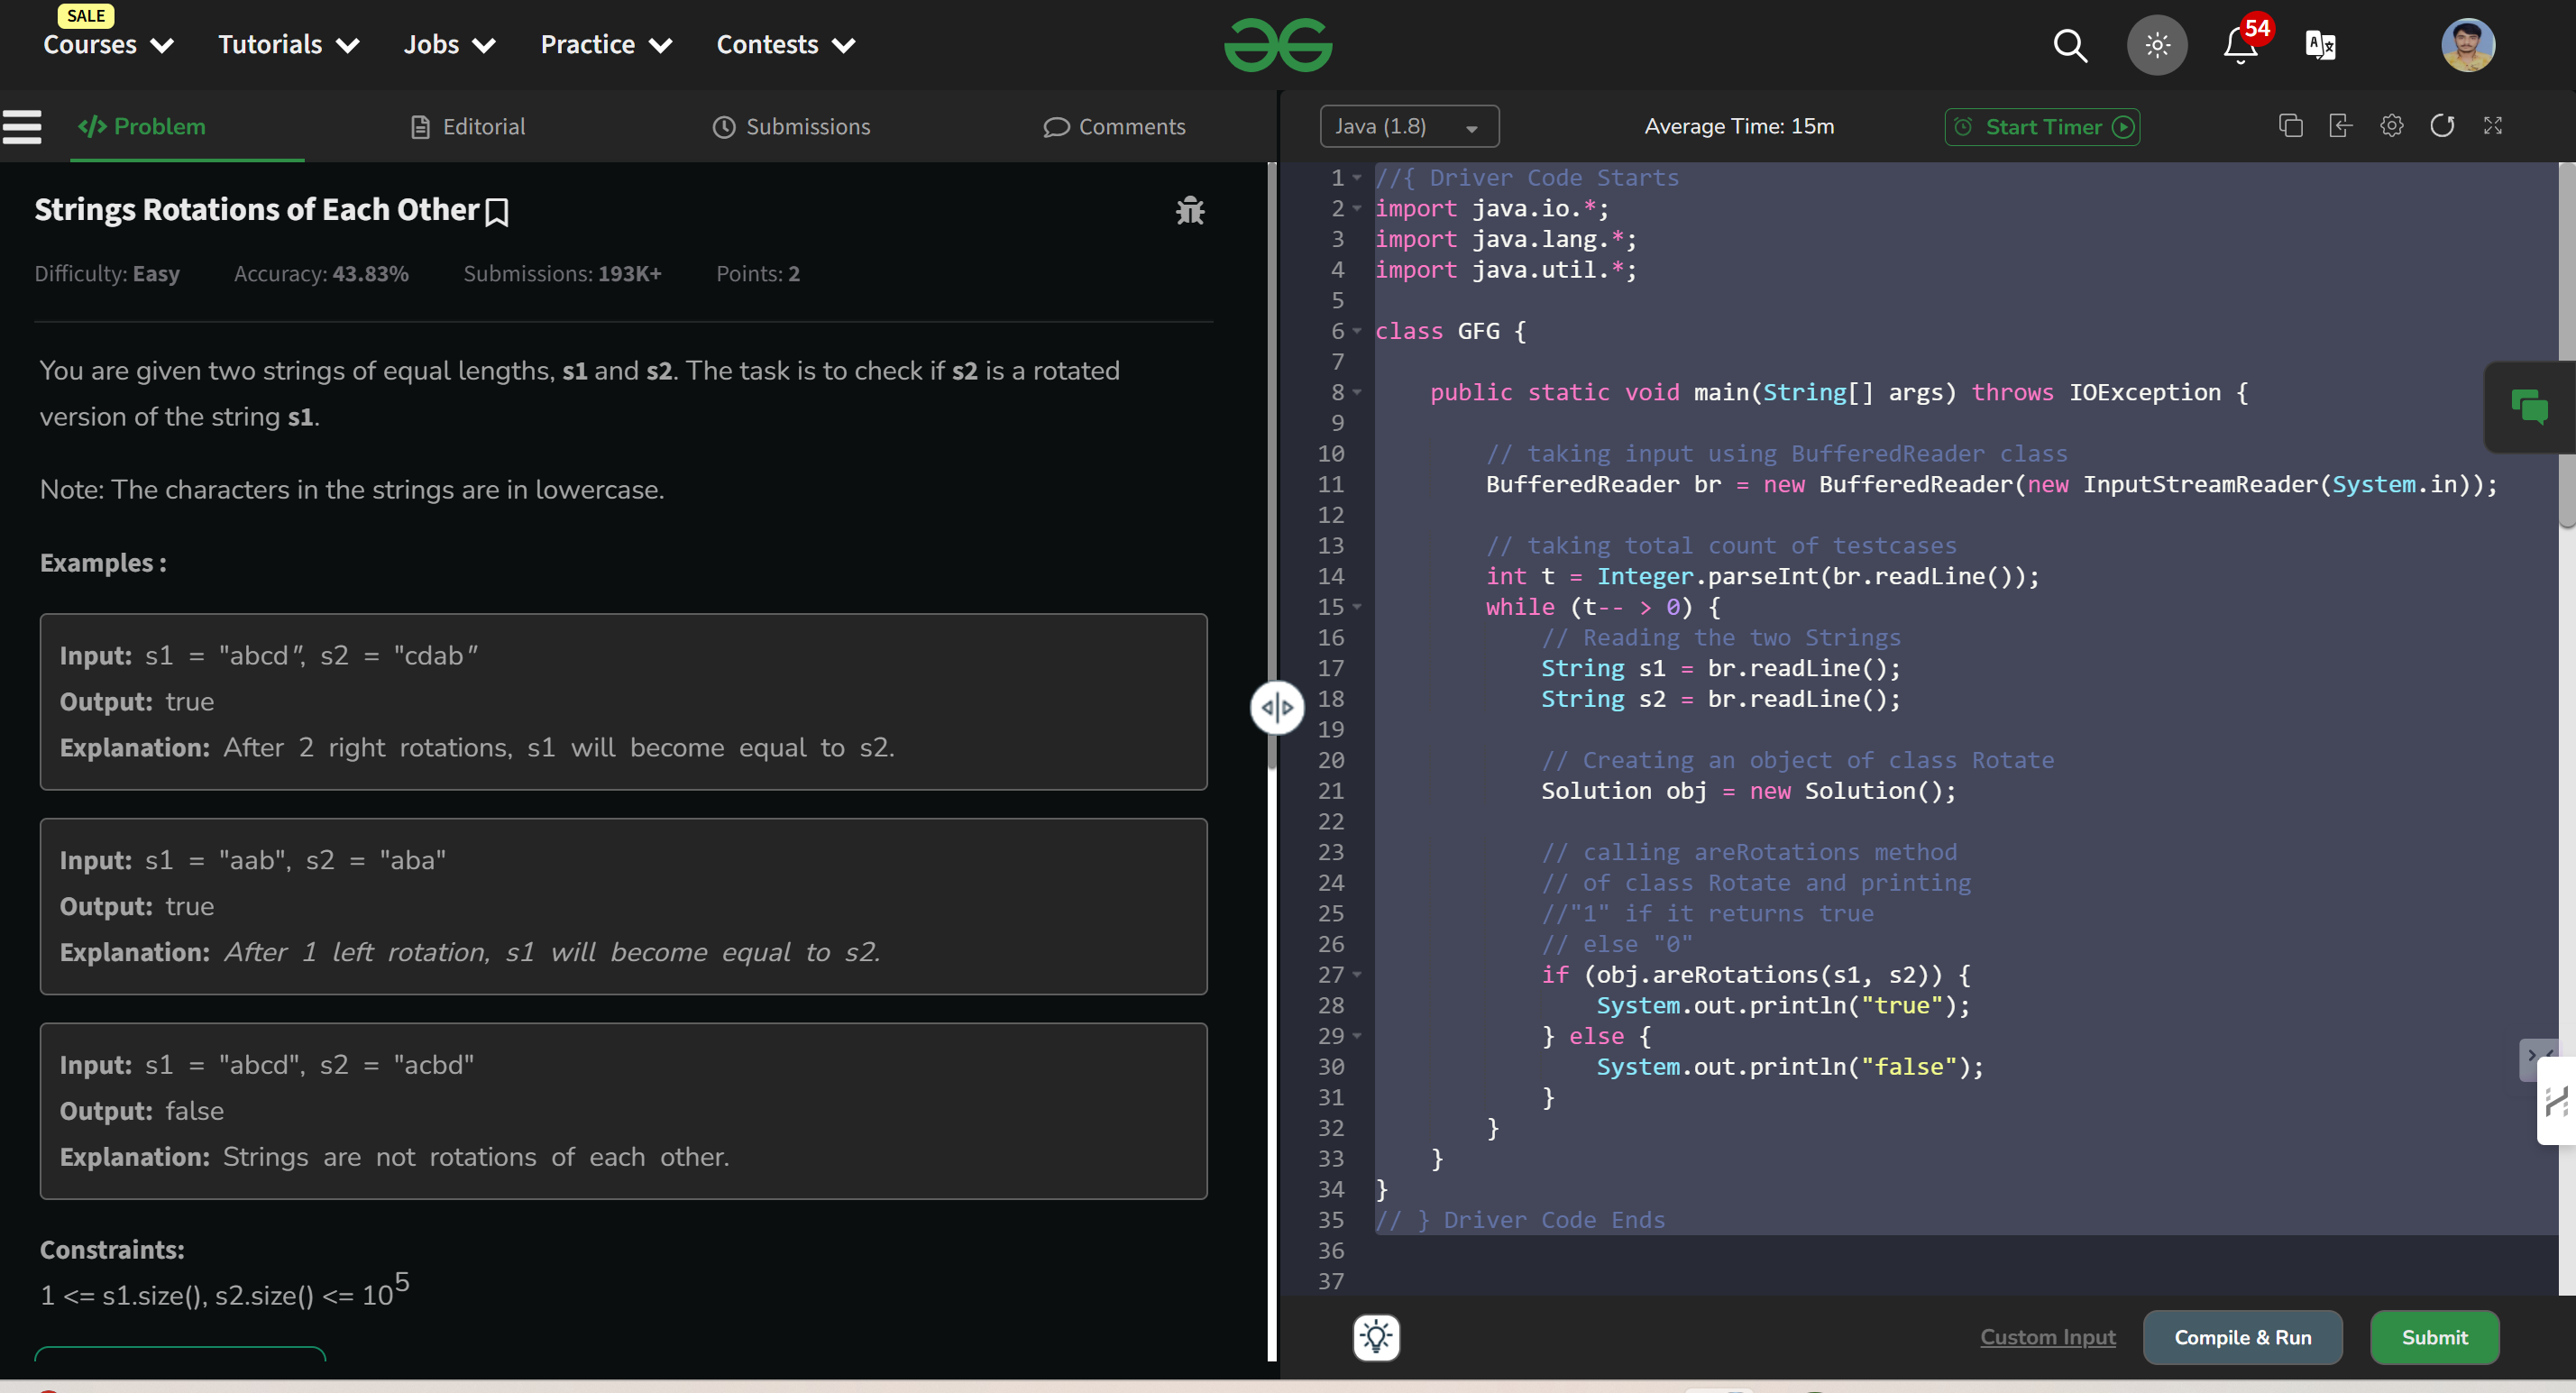 SALE
Courses Tutorials Jobs Practice Contests
54
Problem Editorial Submissions Comments
Strings Rotations of Each Other
Difficulty: Easy Accuracy: 43.83% Submissions: 193K+ Points: 2
You are given two strings of equal lengths, s1 and s2. The task is to check if s2 is a rotated
version of the string s1.
Note: The characters in the strings are in lowercase.
Examples :
Input: s1 = "abcd", s2 = "cdab"
Output: true
Explanation: After 2 right rotations, s1 will become equal to s2.
Input: s1 = "aab", s2 = "aba"
Output: true
Explanation: After 1 left rotation, s1 will become equal to s2.
Input: s1 = "abcd", s2 = "acbd"
Output: false
Explanation: Strings are not rotations of each other.
Constraints:
1 <= s1.size(), s2.size() <= 10^5
Java (1.8) Average Time: 15m Start Timer
1 //{ Driver Code Starts
2 import java.io.*;
3 import java.lang.*;
4 import java.util.*;
5
6 class GFG {
7
8     public static void main(String[] args) throws IOException {
9
10         // taking input using BufferedReader class
11         BufferedReader br = new BufferedReader(new InputStreamReader(System.in));
12
13         // taking total count of testcases
14         int t = Integer.parseInt(br.readLine());
15         while (t-- > 0) {
16             // Reading the two Strings
17             String s1 = br.readLine();
18             String s2 = br.readLine();
19
20             // Creating an object of class Rotate
21             Solution obj = new Solution();
22
23             // calling areRotations method
24             // of class Rotate and printing
25             //"1" if it returns true
26             // else "0"
27             if (obj.areRotations(s1, s2)) {
28                 System.out.println("true");
29             } else {
30                 System.out.println("false");
31             }
32         }
33     }
34 }
35 // } Driver Code Ends
36
37
Custom Input Compile & Run Submit